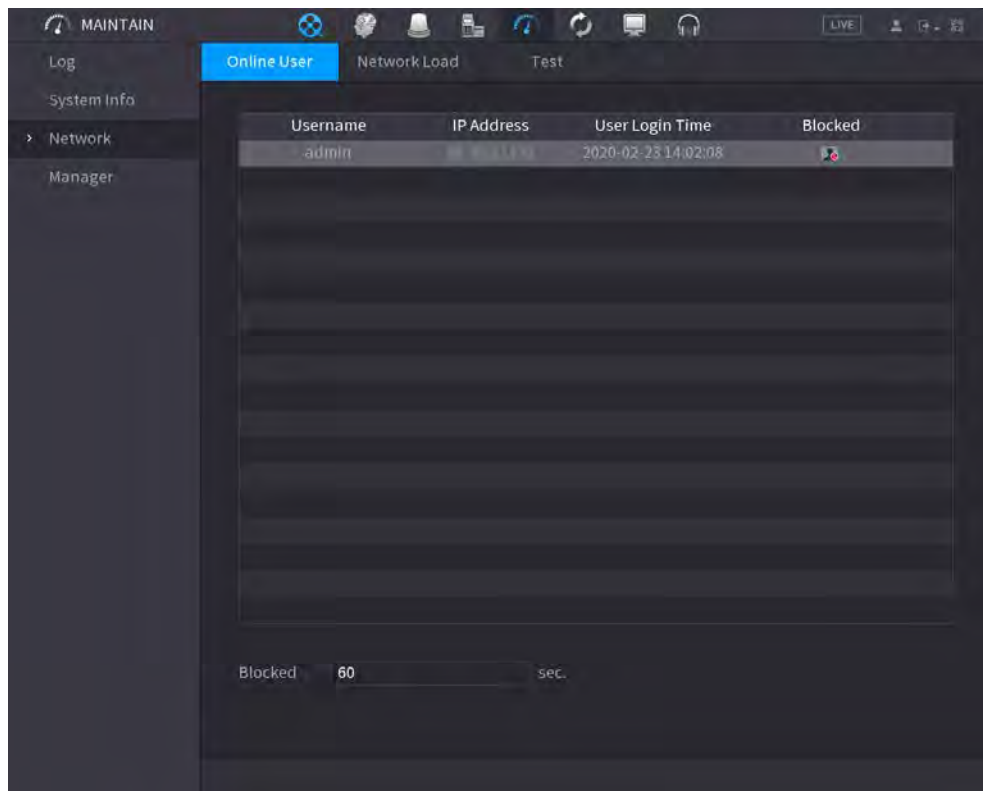 MAINTAIN
LIVE
Log
System Info
Network
Manager
Online User Network Load Test
Username IP Address User Login Time Blocked
admin 2020-02-23 14:02:08
Blocked 60 sec.